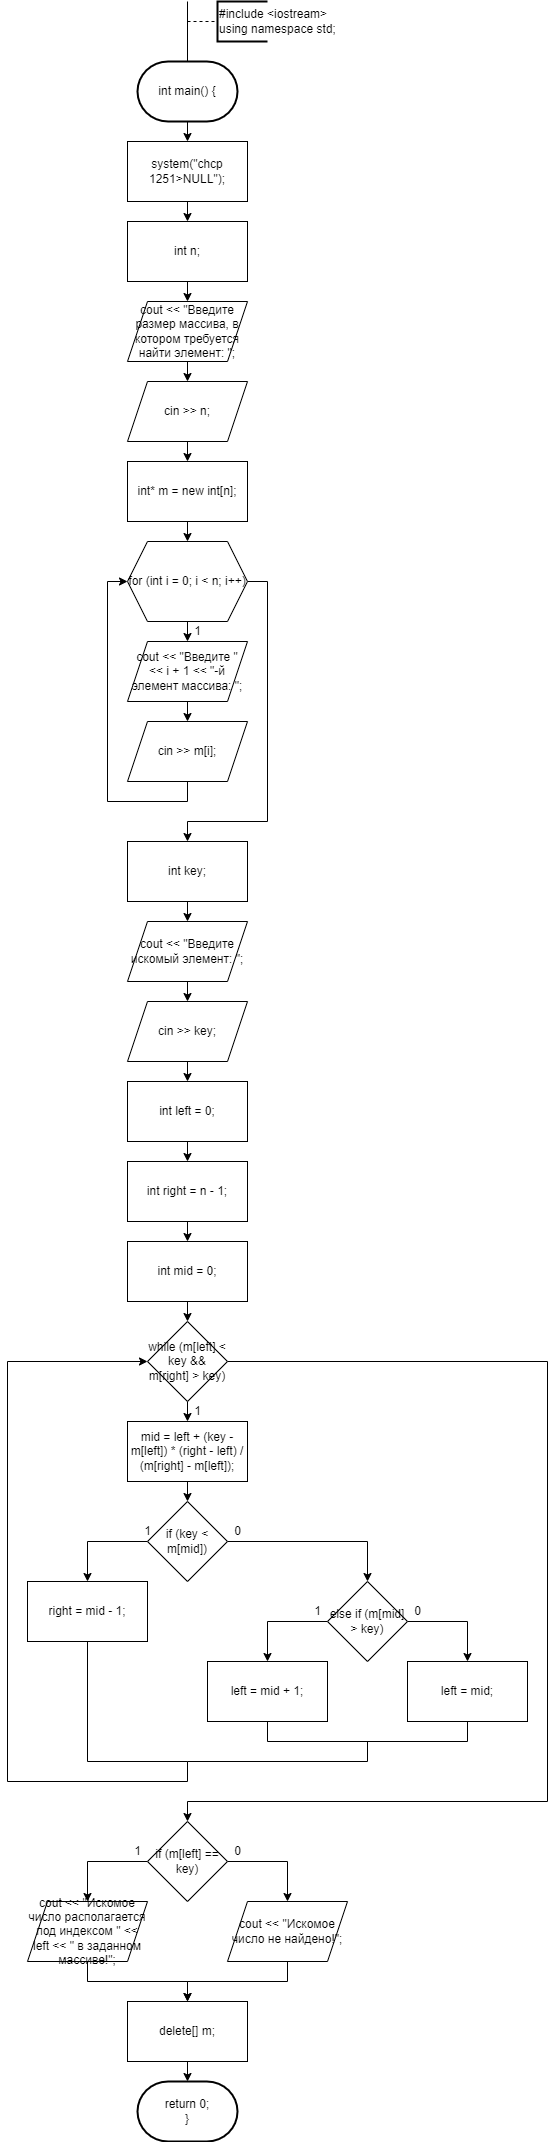 #include <iostream>
using namespace std;
int main() {
system("chcp
1251>NULL");
int n;
cout << "Введите
размер массива, в
котором требуется
найти элемент: ";
cin >> n;
int* m = new int[n];
for (int i = 0; i < n; i++)
1
cout << "Введите "
<< i + 1 << "-й
элемент массива: ";
cin >> m[i];
int key;
cout << "Введите
искомый элемент: ";
cin >> key;
int left = 0;
int right = n - 1;
int mid = 0;
while (m[left] <
key &&
m[right] > key)
1
mid = left + (key -
m[left]) * (right - left) /
(m[right] - m[left]);
1
if (key <
m[mid])
0
right = mid - 1;
1
else if (m[mid]
> key)
0
left = mid + 1;
left = mid;
1
if (m[left] ==
key)
0
cout << "Искомое
число располагается
под индексом " <<
left << " в заданном
массиве!";
cout << "Искомое
число не найдено!";
delete[] m;
return 0;
}